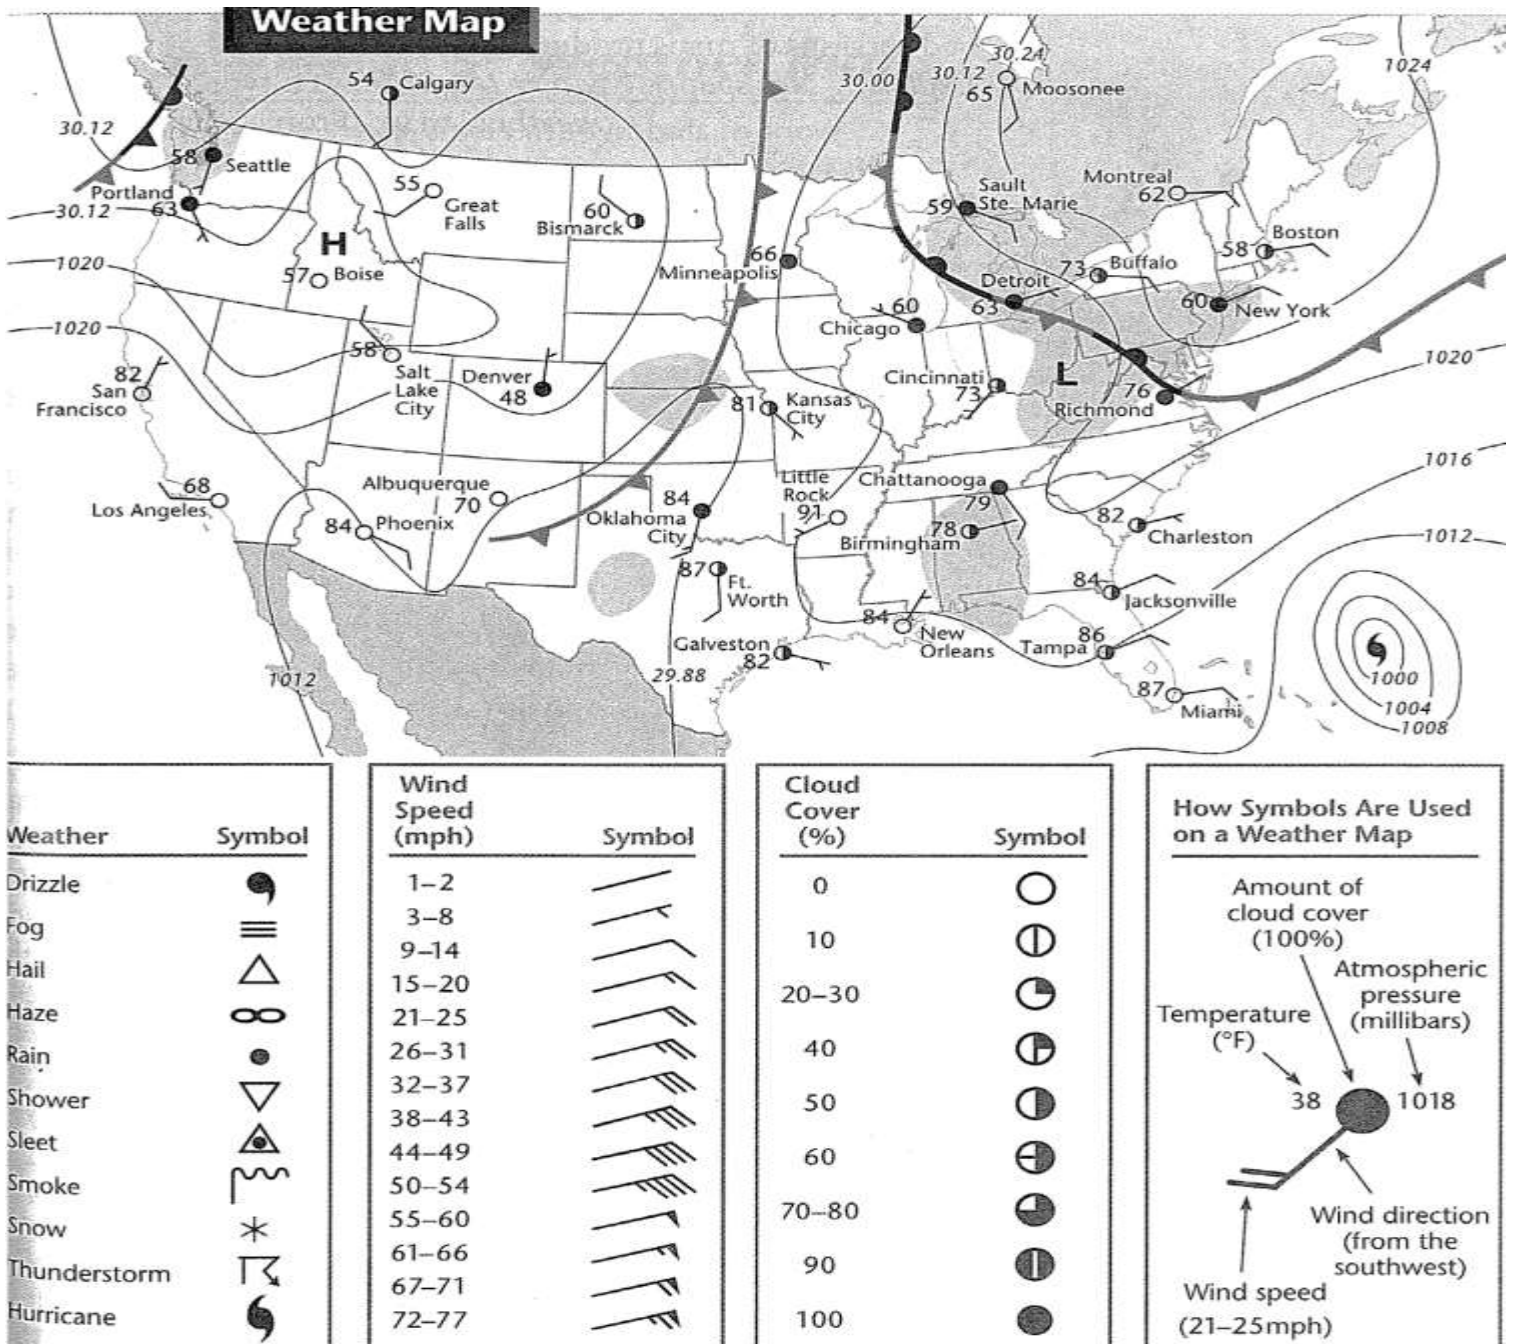 Weather Map
54 Calgary
30.12
58
Seattle
Portland
63
30.12
55
Great
Falls
60
Bismarck
H
57 Boise
1020
1020
58
Salt
Lake
City
Denver
48
82
San
Francisco
68
Los Angeles
84 Phoenix
Albuquerque
70
1012
66
Minneapolis
81 Kansas
City
84
Oklahoma
City
87 Ft.
Worth
Galveston
82
29.88
Little
Rock
91
84 New
Orleans
30.00
30.12
30.24
65 Moosonee
1024
Montreal
62
Sault
Ste. Marie
59
Boston
58
73 Buffalo
Detroit
63
60 New York
60
Chicago
Cincinnati
73
L
76
Richmond
1020
1016
1012
Chattanooga
79
78
Birmingham
82
Charleston
84
Jacksonville
86
Tampa
87
Miami
1000
1004
1008
Weather Symbol
Drizzle
Fog
Hail
Haze
Rain
Shower
Sleet
Smoke
Snow
Thunderstorm
Hurricane
Wind
Speed
(mph) Symbol
1–2
3–8
9–14
15–20
21–25
26–31
32–37
38–43
44–49
50–54
55–60
61–66
67–71
72–77
Cloud
Cover
(%) Symbol
0
10
20–30
40
50
60
70–80
90
100
How Symbols Are Used
on a Weather Map
Amount of
cloud cover
(100%)
Atmospheric
pressure
(millibars)
Temperature
(°F)
38 1018
Wind direction
(from the
southwest)
Wind speed
(21–25mph)